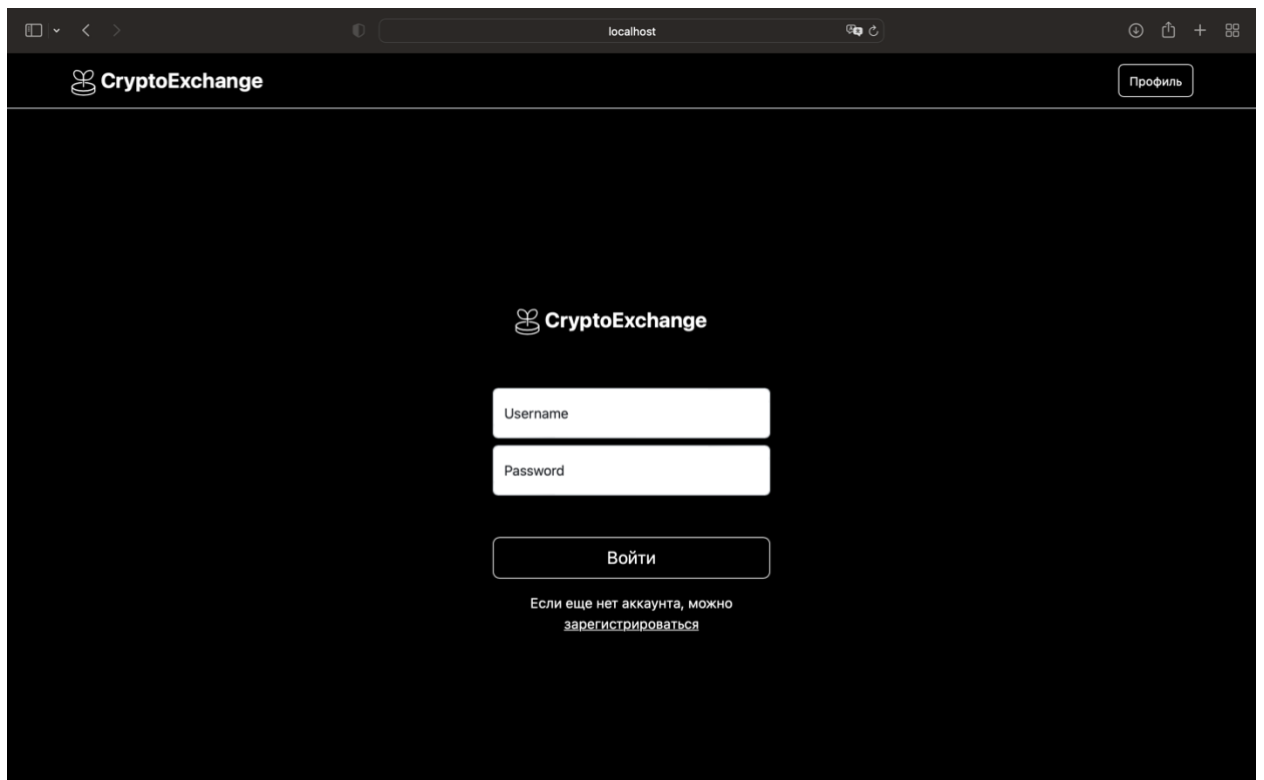 localhost
CryptoExchange
Профиль
CryptoExchange
Username
Password
Войти
Если еще нет аккаунта, можно
зарегистрироваться